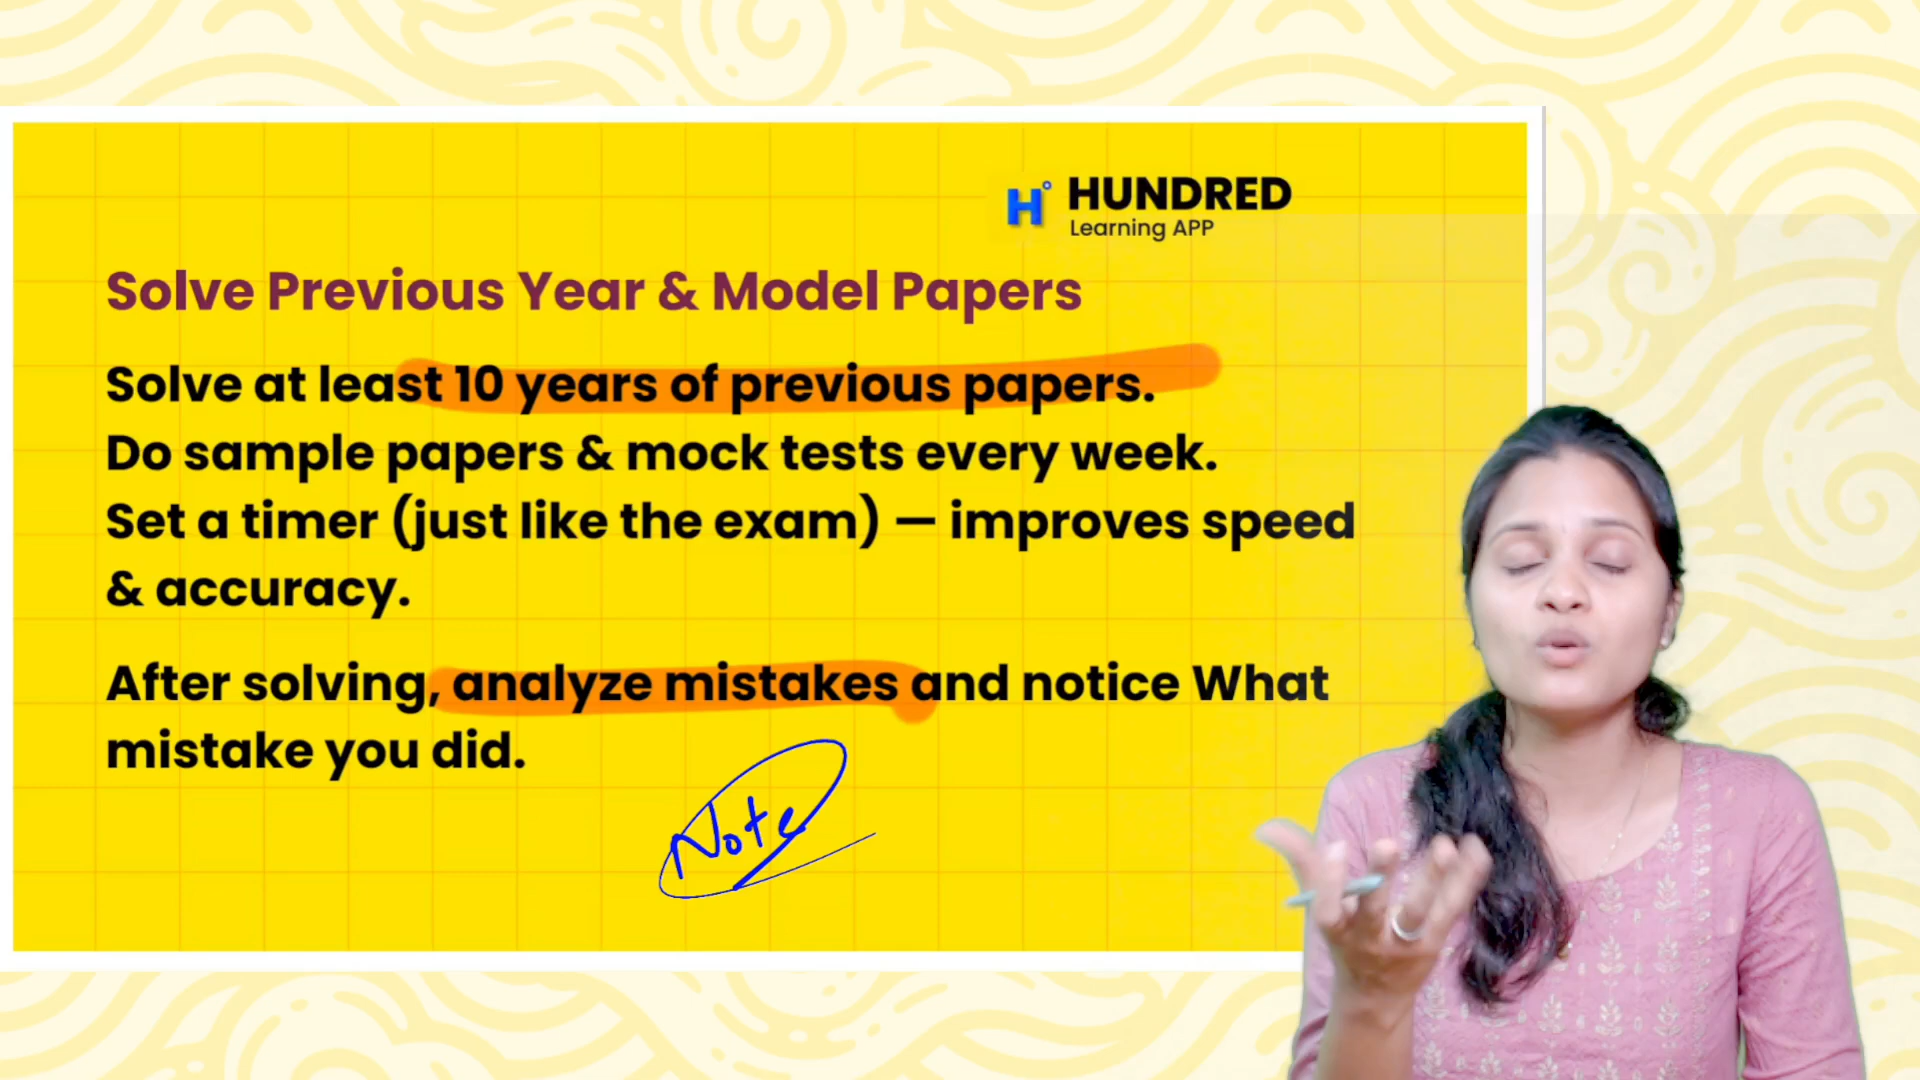 H° HUNDRED
Learning APP
Solve Previous Year & Model Papers
Solve at least 10 years of previous papers.
Do sample papers & mock tests every week.
Set a timer (just like the exam) — improves speed
& accuracy.
After solving, analyze mistakes and notice What
mistake you did.
Note